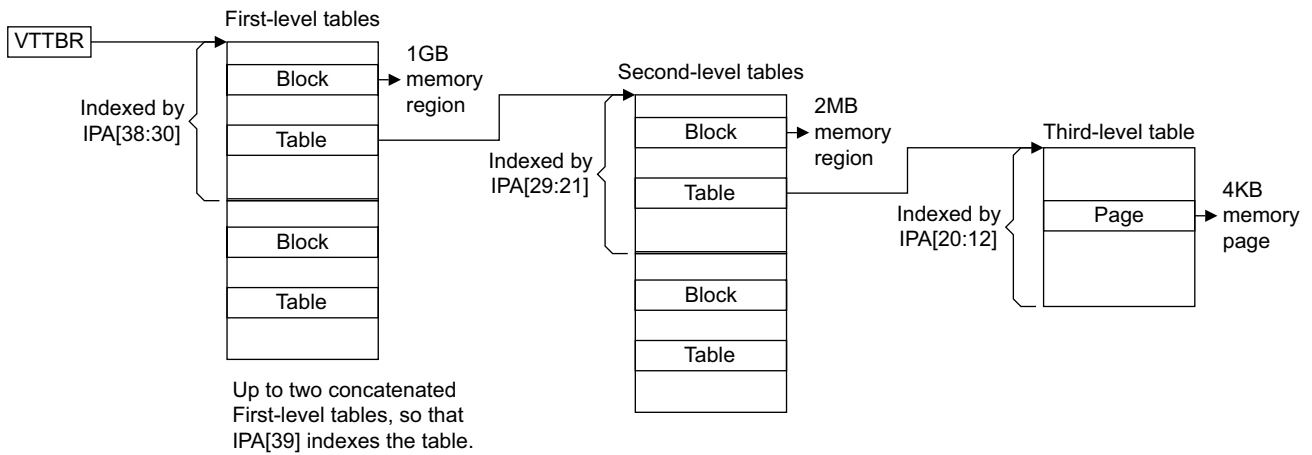 First-level tables
VTTBR
1GB
memory
region
Block
Indexed by
IPA[38:30]
Table
Block
Table
Up to two concatenated
First-level tables, so that
IPA[39] indexes the table.
Second-level tables
2MB
memory
region
Block
Indexed by
IPA[29:21]
Table
Block
Table
Third-level table
4KB
memory
page
Indexed by
IPA[20:12]
Page